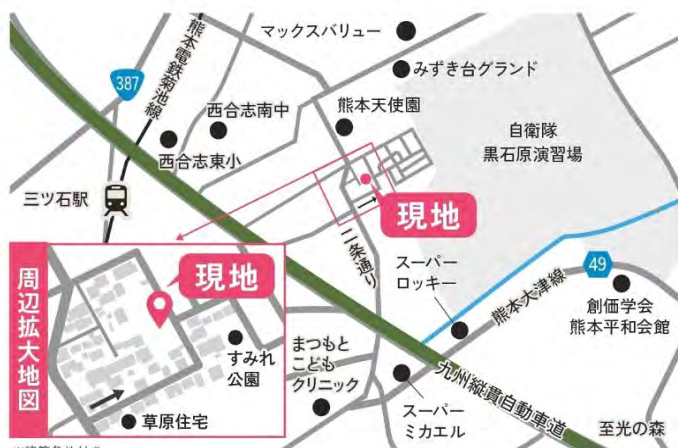 マックスバリュー
みずき台グランド
387
熊本電鉄菊池線
西合志南中
熊本天使園
西合志東小
自衛隊
黒石原演習場
三ツ石駅
現地
二条通り
スーパー
ロッキー
熊本大津線
49
創価学会
熊本平和会館
九州縦貫自動車道
スーパー
ミカエル
まつもと
こども
クリニック
至光の森
周辺拡大地図
現地
すみれ
公園
草原住宅